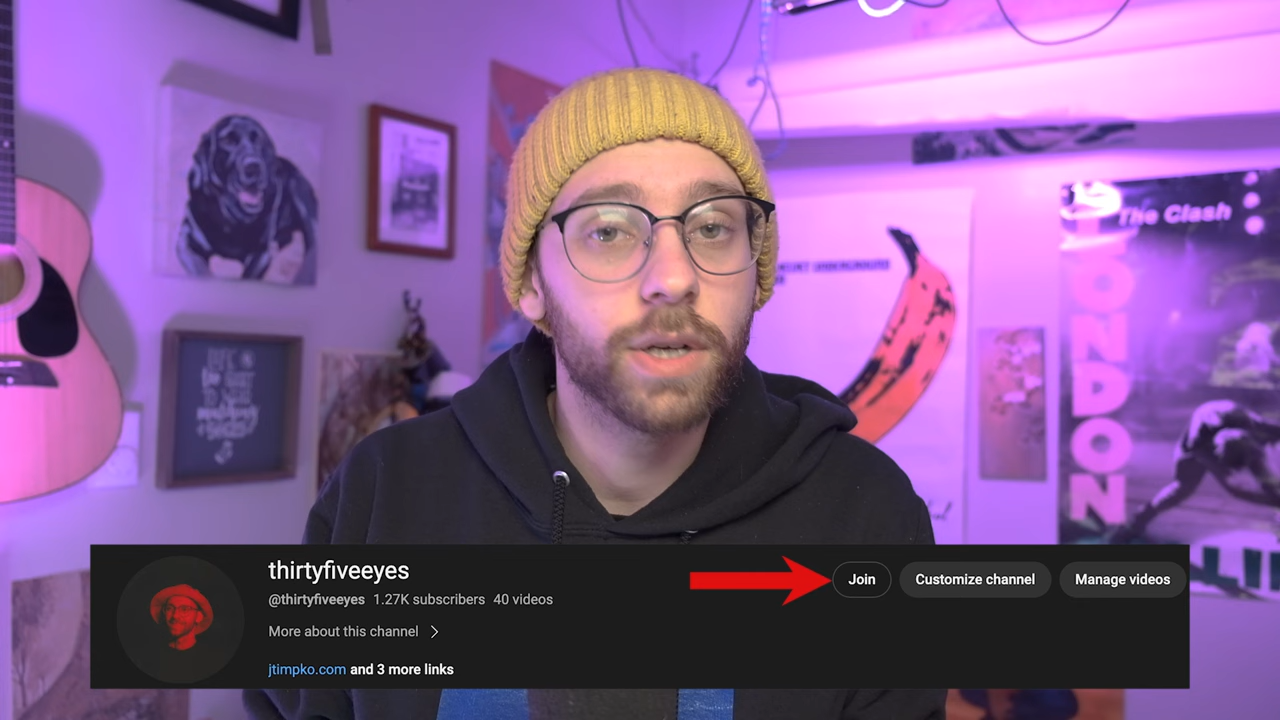 The Clash
LONDON
thirtyfiveeyes
@thirtyfiveeyes 1.27K subscribers 40 videos
More about this channel
jtimpko.com and 3 more links
Join
Customize channel
Manage videos